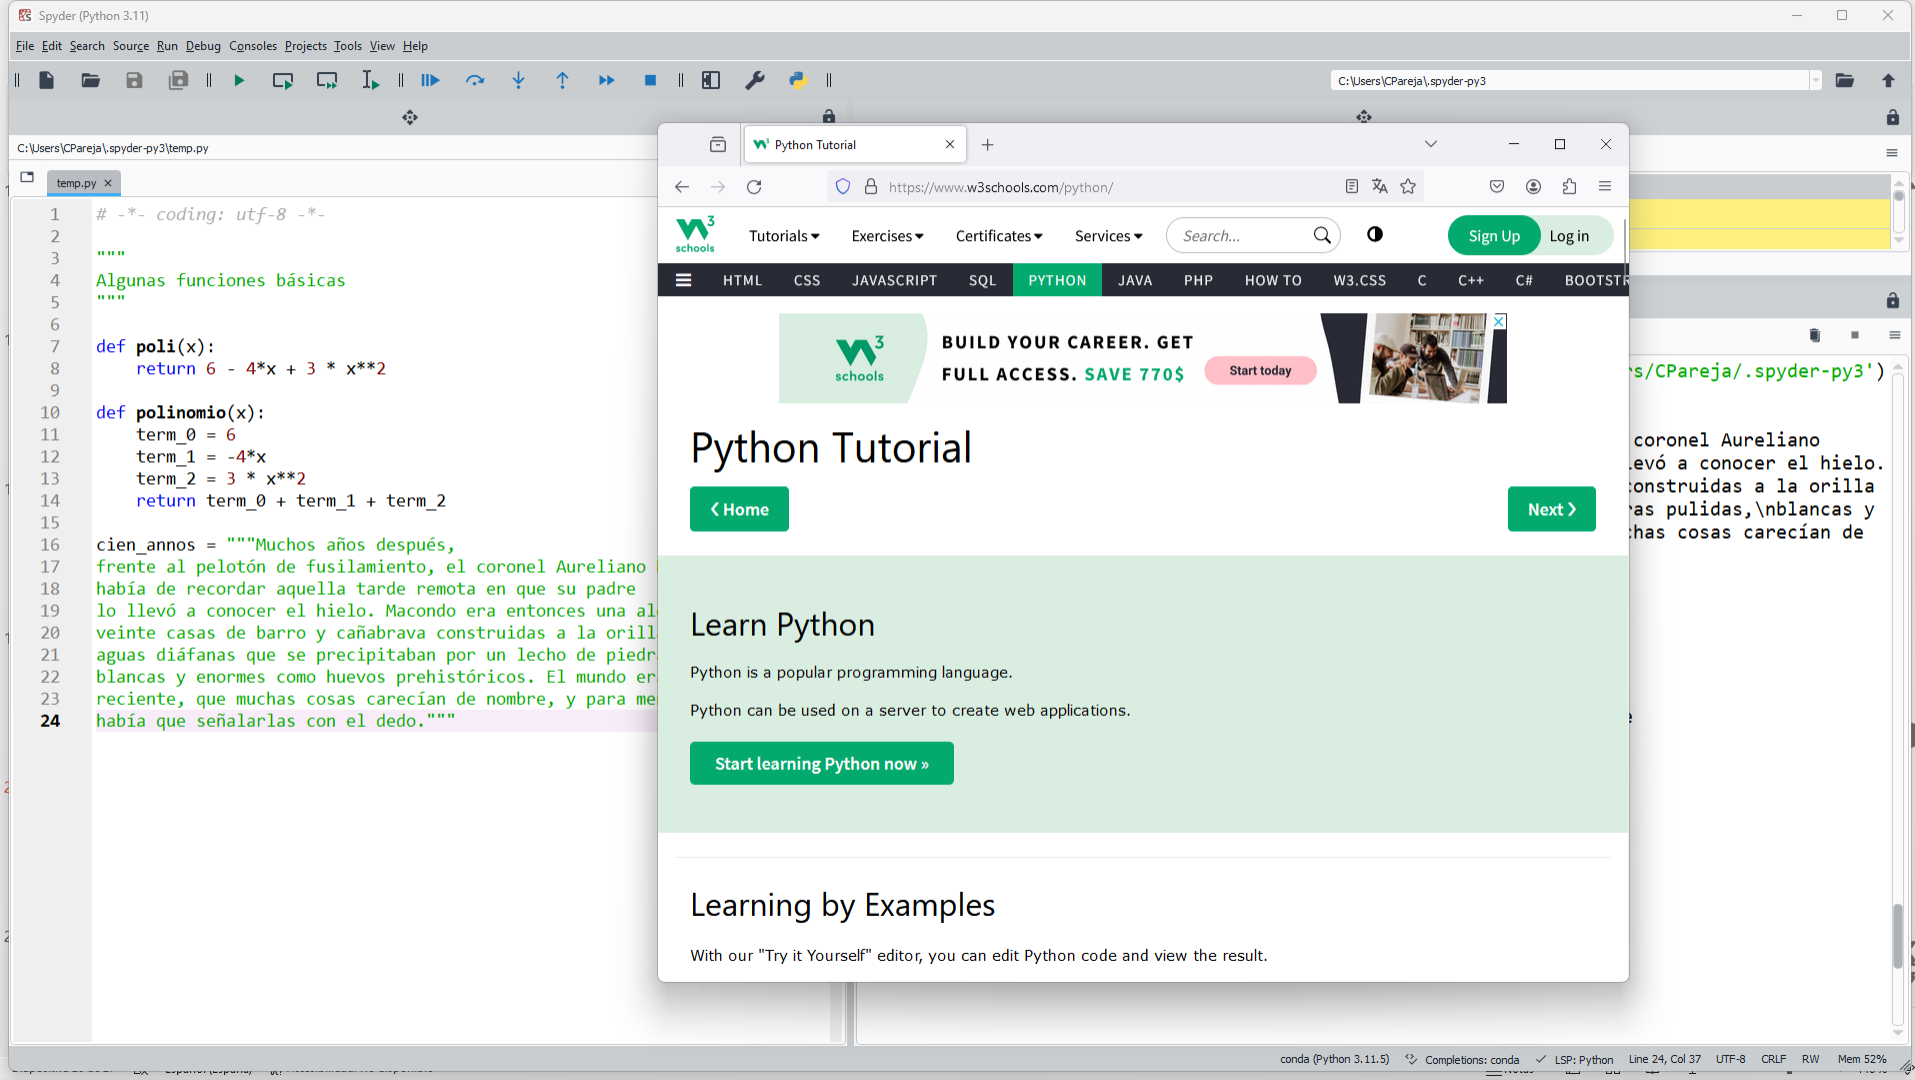 Spyder (Python 3.11)
File Edit Search Source Run Debug Consoles Projects Tools View Help
C:\Users\CPareja\.spyder-py3
C:\Users\CPareja\.spyder-py3\temp.py
temp.py
1 # -*- coding: utf-8 -*-
2
3 """
4 Algunas funciones básicas
5 """
6
7 def poli(x):
8 return 6 - 4*x + 3 * x**2
9
10 def polinomio(x):
11 term_0 = 6
12 term_1 = -4*x
13 term_2 = 3 * x**2
14 return term_0 + term_1 + term_2
15
16 cien_annos = """Muchos años después,
17 frente al pelotón de fusilamiento, el coronel Aureliano
18 había de recordar aquella tarde remota en que su padre
19 lo llevó a conocer el hielo. Macondo era entonces una
20 veinte casas de barro y cañabrava construidas a la
21 aguas diáfanas que se precipitaban por un lecho de
22 blancas y enormes como huevos prehistóricos. El mundo
23 reciente, que muchas cosas carecían de nombre, y para
24 había que señalarlas con el dedo."""
Python Tutorial
https://www.w3schools.com/python/
W3 schools
Tutorials Exercises Certificates Services Search... Sign Up Log in
HTML CSS JAVASCRIPT SQL PYTHON JAVA PHP HOW TO W3.CSS C C++ C# BOOTSTR
W3 schools
BUILD YOUR CAREER. GET
FULL ACCESS. SAVE 770$
Start today
Python Tutorial
❮ Home
Next ❯
Learn Python
Python is a popular programming language.
Python can be used on a server to create web applications.
Start learning Python now »
Learning by Examples
With our "Try it Yourself" editor, you can edit Python code and view the result.
rs/CPareja/.spyder-py3')
coronel Aureliano
evó a conocer el hielo.
construidas a la orilla
ras pulidas,\nblancas y
has cosas carecían de
conda (Python 3.11.5) Completions: conda LSP: Python Line 24, Col 37 UTF-8 CRLF RW Mem 52%